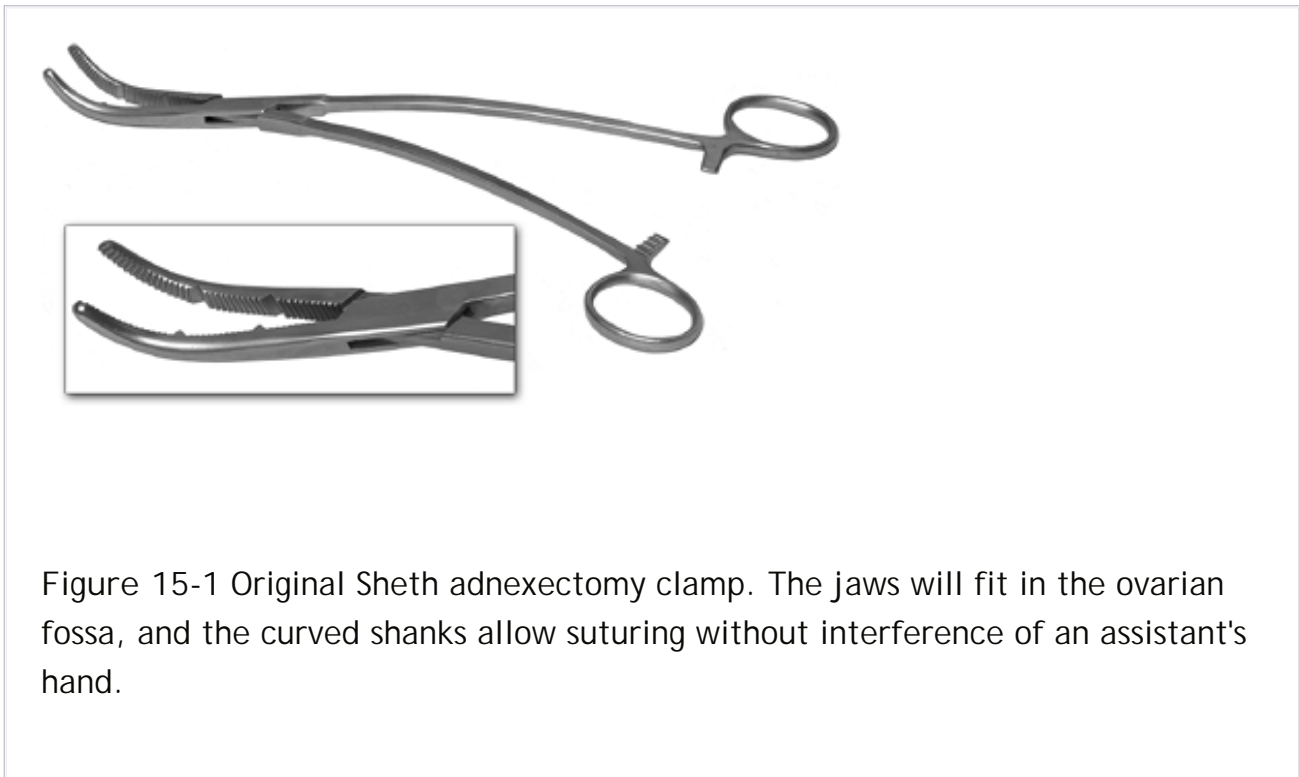 Figure 15-1 Original Sheth adnexectomy clamp. The jaws will fit in the ovarian
fossa, and the curved shanks allow suturing without interference of an assistant's
hand.